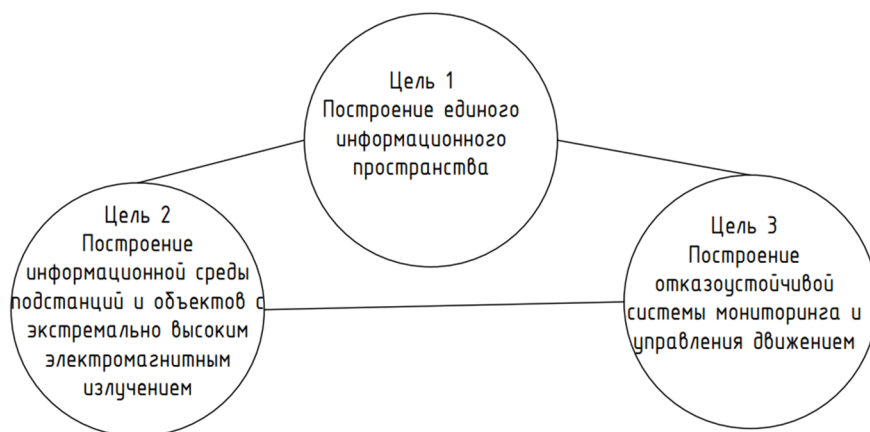 Цель 1
Построение единого
информационного
пространства
Цель 2
Построение
информационной среды
подстанций и объектов с
экстремально высоким
электромагнитным
излучением
Цель 3
Построение
отказоустойчивой
системы мониторинга и
управления движением